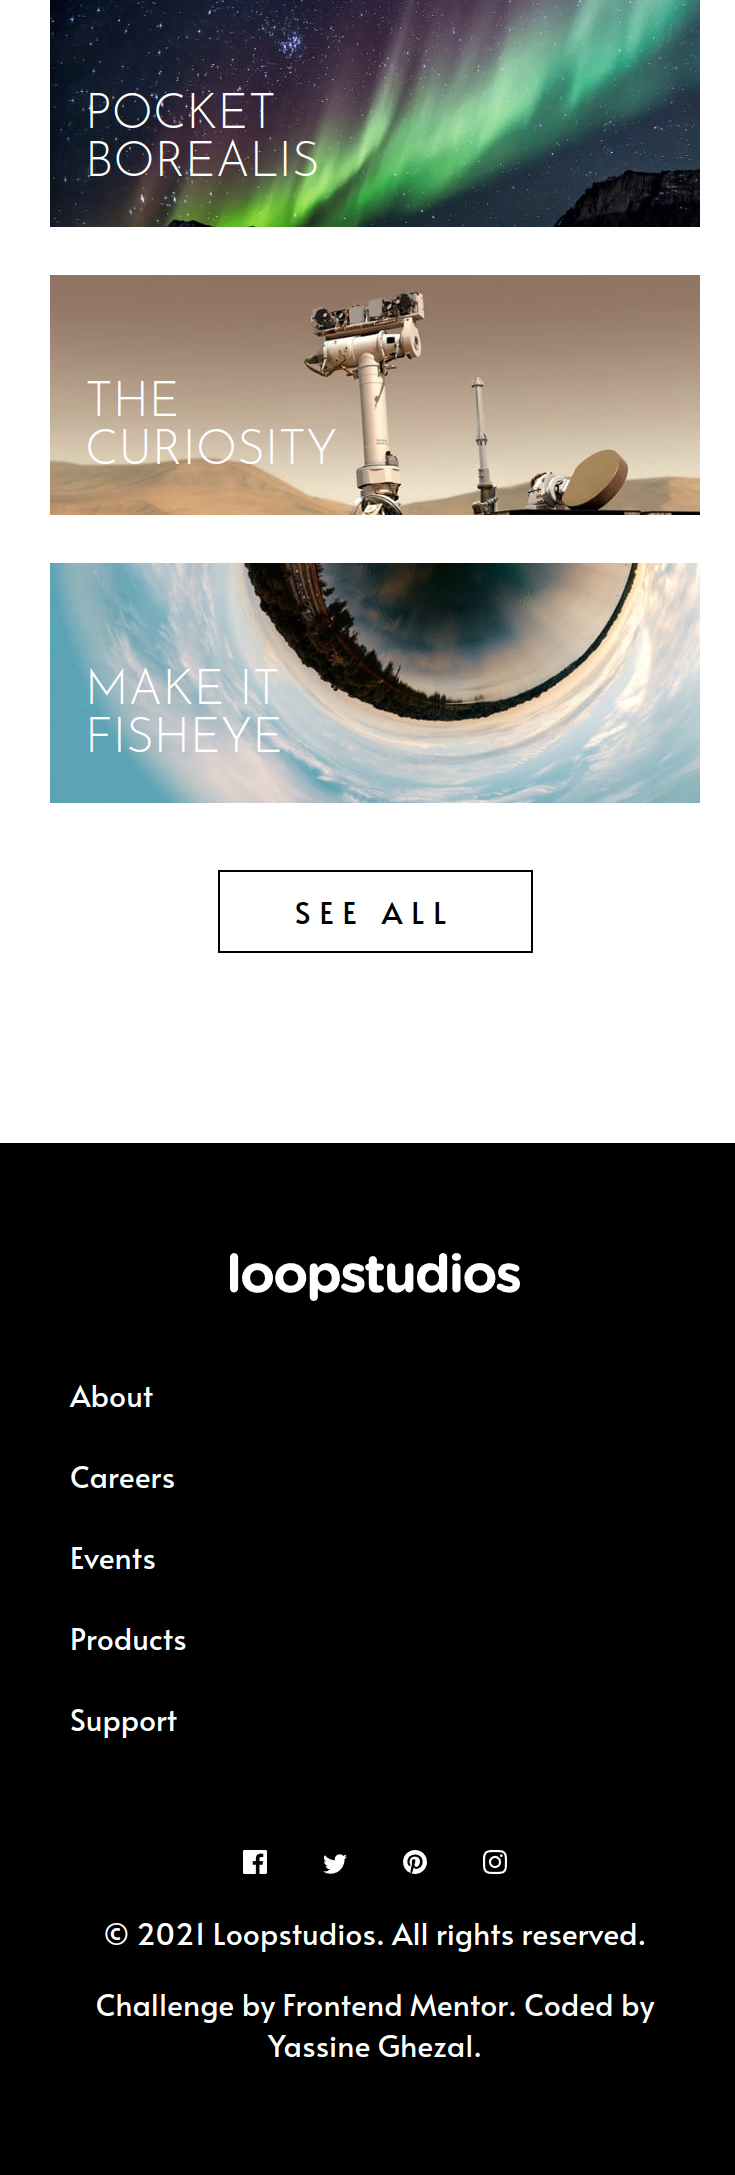 POCKET
BOREALIS
THE
CURIOSITY
MAKE IT
FISHEYE
SEE ALL
loopstudios
About
Careers
Events
Products
Support
© 2021 Loopstudios. All rights reserved.
Challenge by Frontend Mentor. Coded by
Yassine Ghezal.